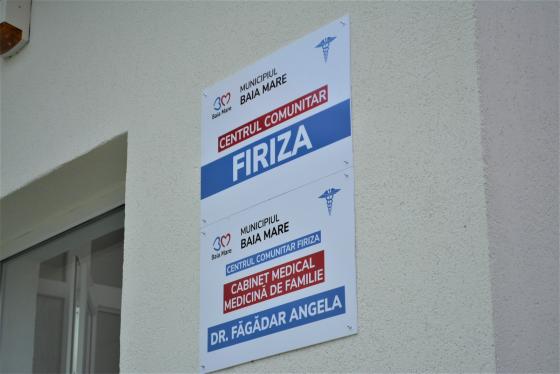 Baia Mare
MUNICIPIUL
BAIA MARE
CENTRUL COMUNITAR
FIRIZA
Baia Mare
MUNICIPIUL
BAIA MARE
CENTRUL COMUNITAR FIRIZA
CABINET MEDICAL
MEDICINĂ DE FAMILIE
DR. FĂGĂDAR ANGELA